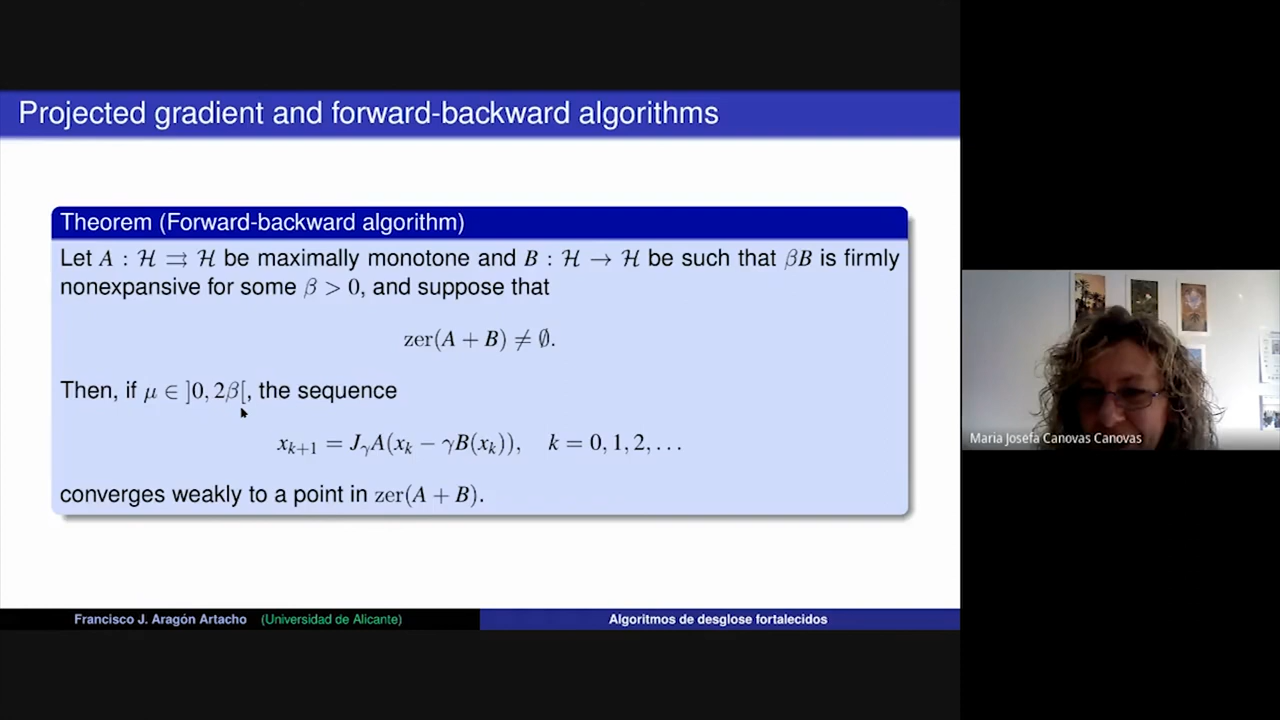 Projected gradient and forward-backward algorithms
Theorem (Forward-backward algorithm)
Let A : ℋ ⇉ ℋ be maximally monotone and B : ℋ → ℋ be such that βB is firmly
nonexpansive for some β > 0, and suppose that
zer(A + B) ≠ ∅.
Then, if μ ∈ ]0, 2β[, the sequence
x_{k+1} = J_γA(x_k − γB(x_k)), k = 0, 1, 2, …
converges weakly to a point in zer(A + B).
Francisco J. Aragón Artacho (Universidad de Alicante)
Algoritmos de desglose fortalecidos
Maria Josefa Canovas Canovas